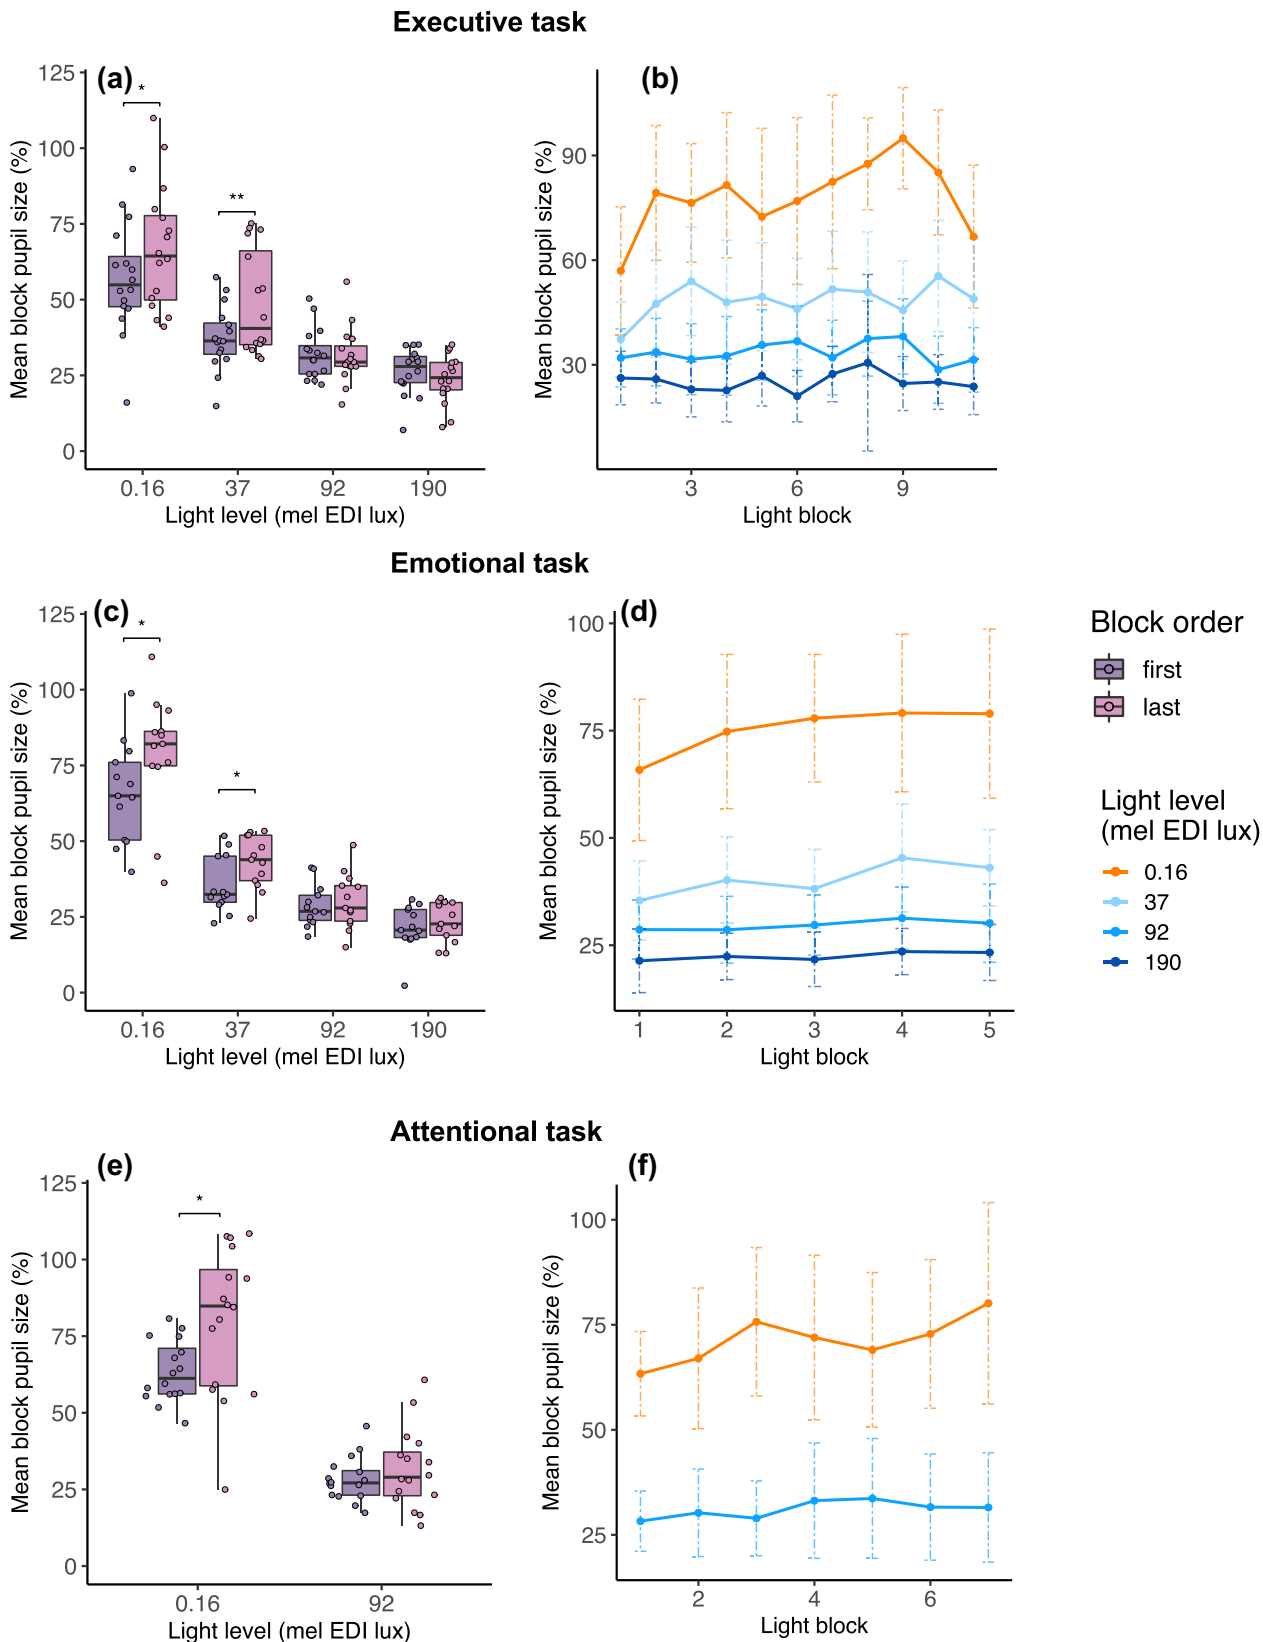 Executive task
(a)
(b)
Mean block pupil size (%)
125
100
75
50
25
0
*
**
0.16 37 92 190
Light level (mel EDI lux)
Mean block pupil size (%)
90
60
30
3 6 9
Light block
Emotional task
(c)
(d)
Mean block pupil size (%)
125
100
75
50
25
0
*
*
0.16 37 92 190
Light level (mel EDI lux)
Mean block pupil size (%)
100
75
50
25
1 2 3 4 5
Light block
Block order
first
last
Light level
(mel EDI lux)
0.16
37
92
190
Attentional task
(e)
(f)
Mean block pupil size (%)
125
100
75
50
25
0
*
0.16 92
Light level (mel EDI lux)
Mean block pupil size (%)
100
75
50
25
2 4 6
Light block